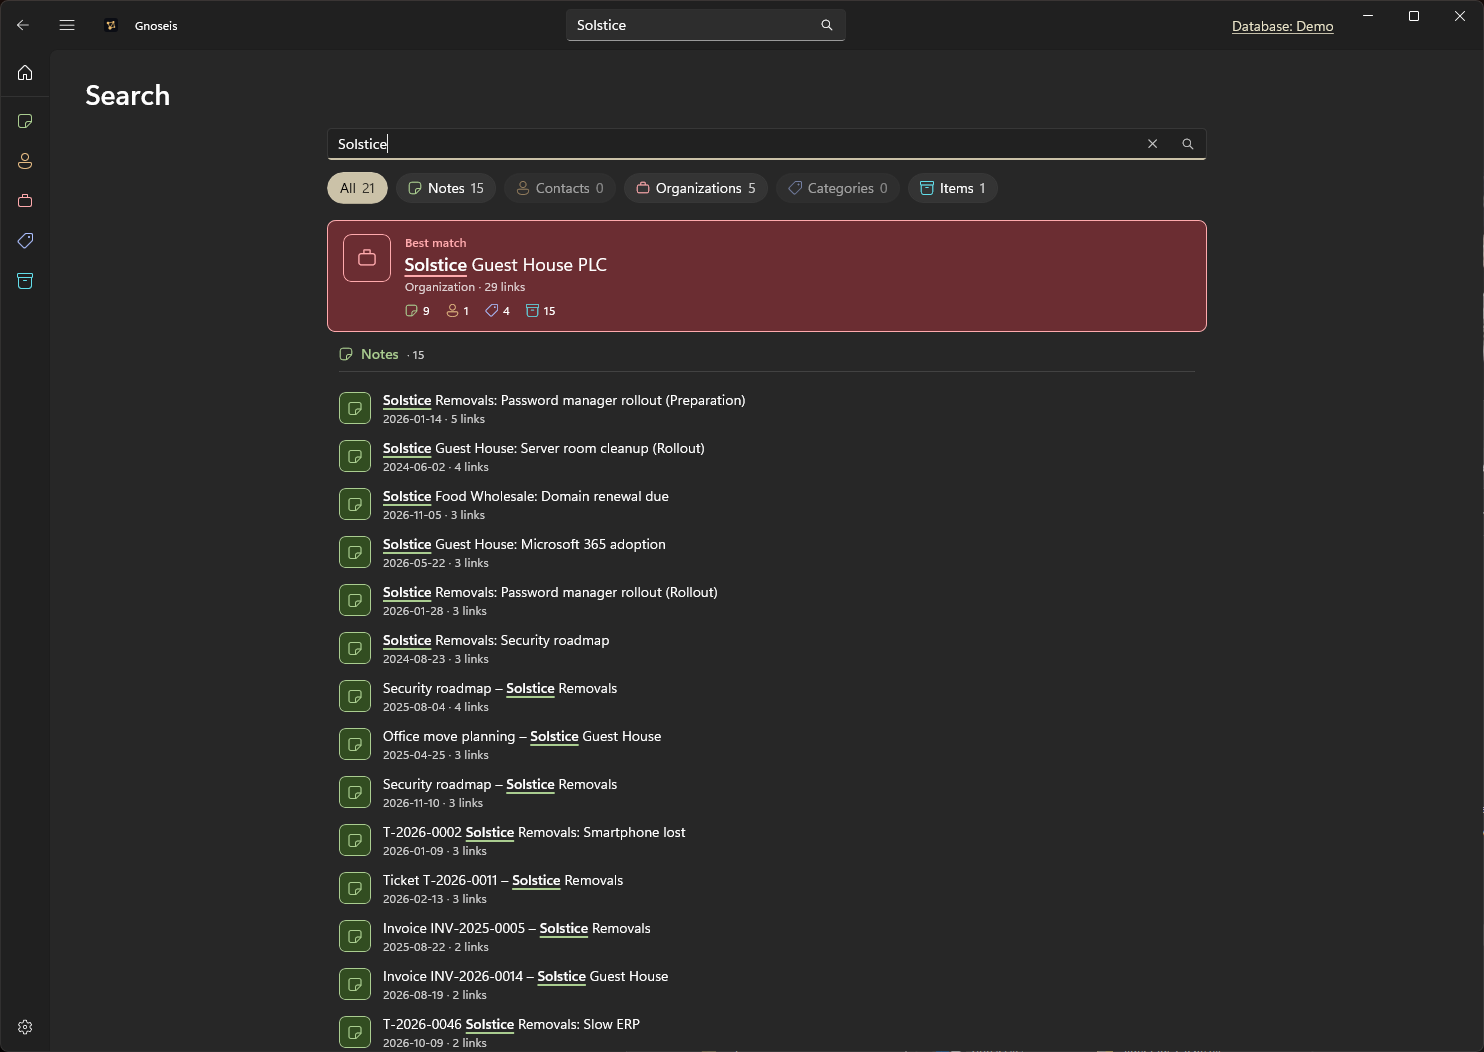 Gnoseis
Solstice
Database: Demo
Search
Solstice
All 21
Notes 15
Contacts 0
Organizations 5
Categories 0
Items 1
Best match
Solstice Guest House PLC
Organization · 29 links
9 1 4 15
Notes · 15
Solstice Removals: Password manager rollout (Preparation)
2026-01-14 · 5 links
Solstice Guest House: Server room cleanup (Rollout)
2024-06-02 · 4 links
Solstice Food Wholesale: Domain renewal due
2026-11-05 · 3 links
Solstice Guest House: Microsoft 365 adoption
2026-05-22 · 3 links
Solstice Removals: Password manager rollout (Rollout)
2026-01-28 · 3 links
Solstice Removals: Security roadmap
2024-08-23 · 3 links
Security roadmap – Solstice Removals
2025-08-04 · 4 links
Office move planning – Solstice Guest House
2025-04-25 · 3 links
Security roadmap – Solstice Removals
2026-11-10 · 3 links
T-2026-0002 Solstice Removals: Smartphone lost
2026-01-09 · 3 links
Ticket T-2026-0011 – Solstice Removals
2026-02-13 · 3 links
Invoice INV-2025-0005 – Solstice Removals
2025-08-22 · 2 links
Invoice INV-2026-0014 – Solstice Guest House
2026-08-19 · 2 links
T-2026-0046 Solstice Removals: Slow ERP
2026-10-09 · 2 links